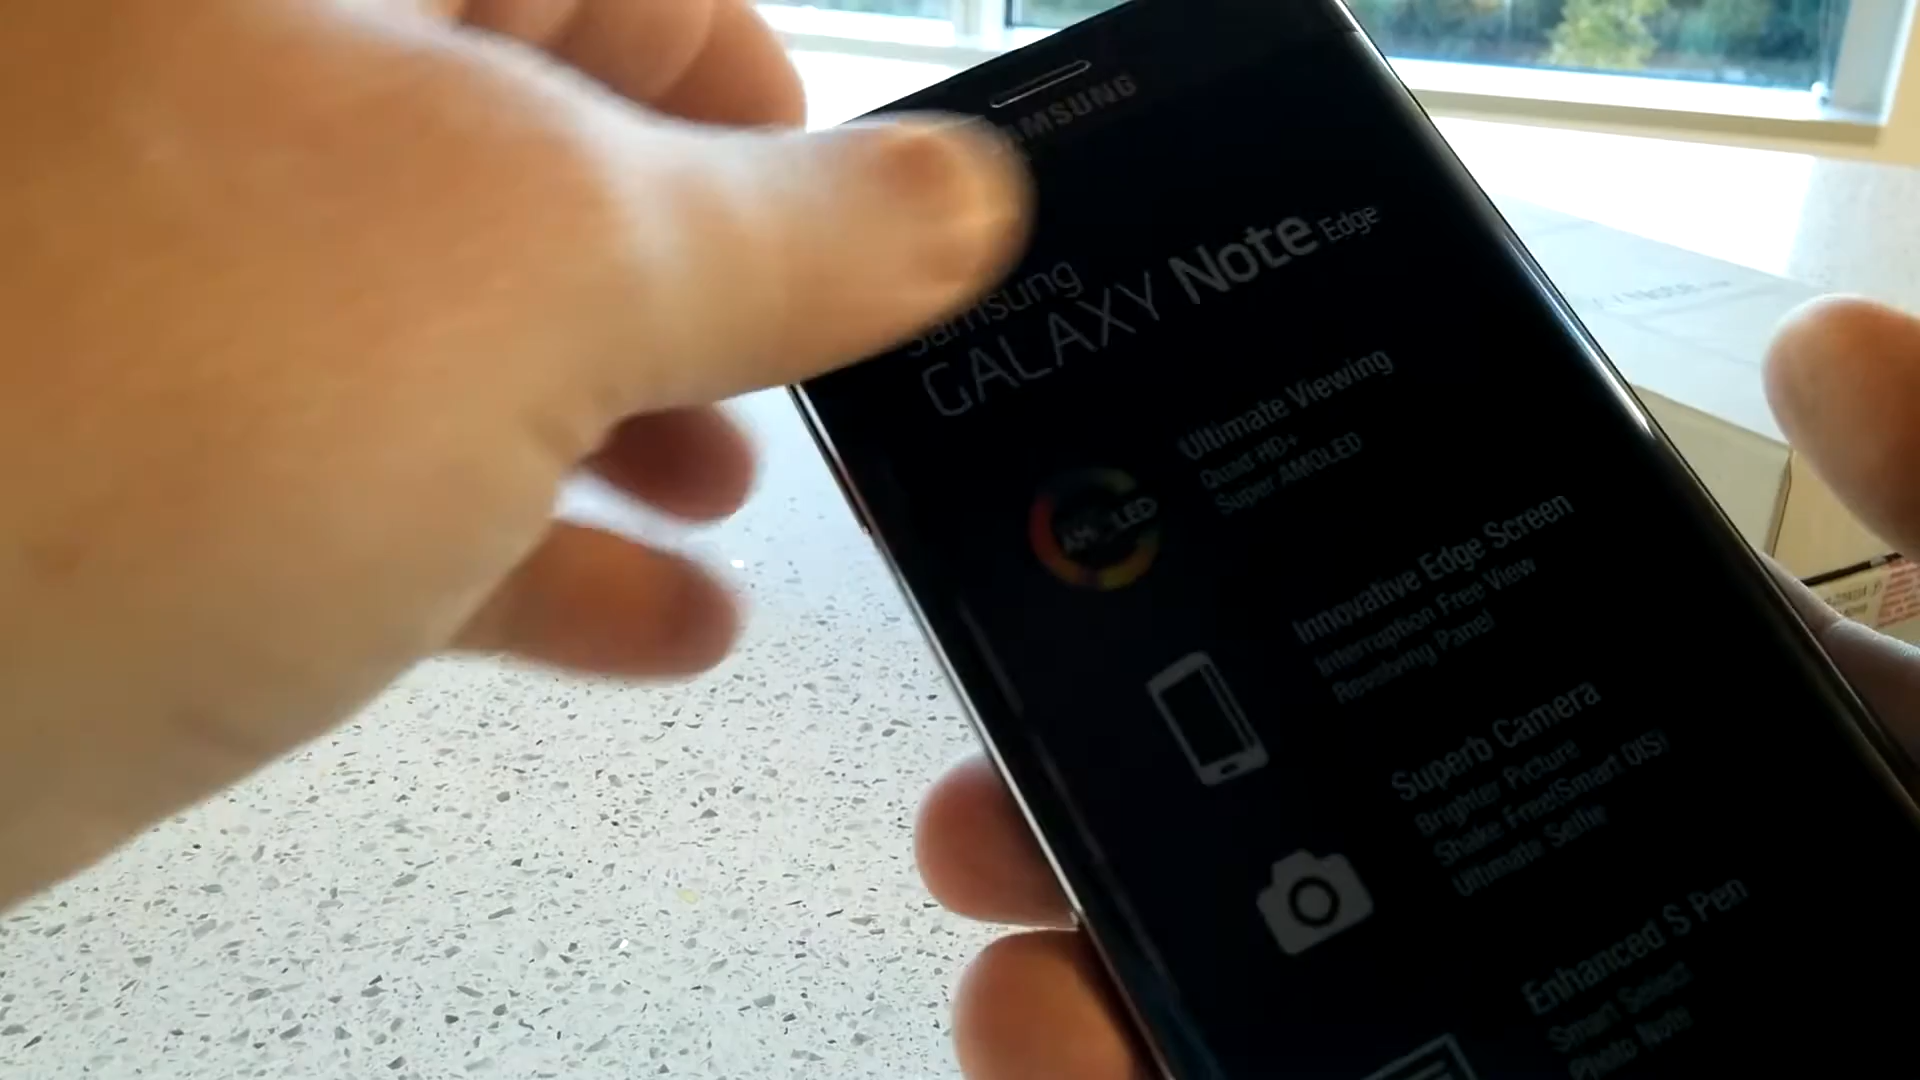 SAMSUNG
Samsung
GALAXY Note Edge
AMOLED
Ultimate Viewing
Quad HD+
Super AMOLED
Innovative Edge Screen
Interruption Free View
Revolving Panel
Superb Camera
Brighter Picture
Shake Free(Smart OIS)
Ultimate Selfie
Enhanced S Pen
Smart Select
Photo Note